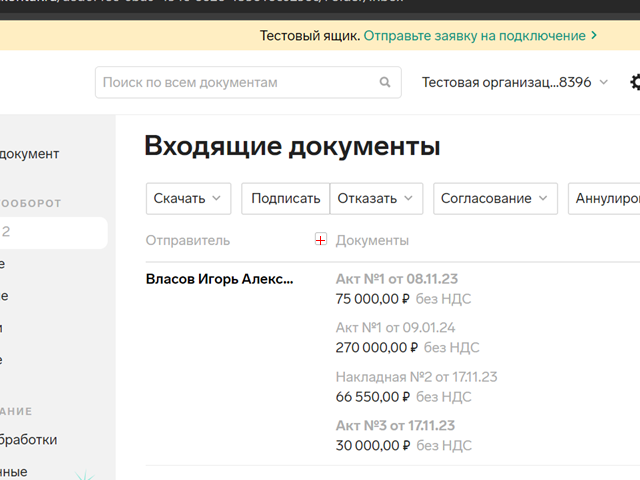 Тестовый ящик. Отправьте заявку на подключение
Поиск по всем документам
Тестовая организац...8396
документ
Входящие документы
ООБОРОТ
Скачать
Подписать
Отказать
Согласование
Аннулиро
2
Отправитель
Документы
е
Власов Игорь Алекс...
Акт №1 от 08.11.23
75 000,00 ₽ без НДС
е
и
Акт №1 от 09.01.24
270 000,00 ₽ без НДС
е
Накладная №2 от 17.11.23
66 550,00 ₽ без НДС
АНИЕ
Акт №3 от 17.11.23
30 000,00 ₽ без НДС
бработки
нные